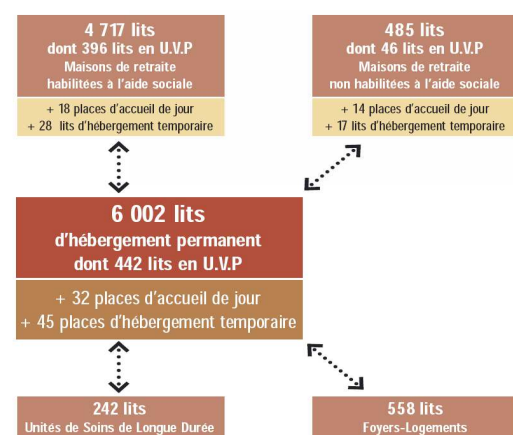 4 717 lits
dont 396 lits en U.V.P
Maisons de retraite
habilitées à l'aide sociale
+ 18 places d'accueil de jour
+ 28 lits d'hébergement temporaire
485 lits
dont 46 lits en U.V.P
Maisons de retraite
non habilitées à l'aide sociale
+ 14 places d'accueil de jour
+ 17 lits d'hébergement temporaire
6 002 lits
d'hébergement permanent
dont 442 lits en U.V.P
+ 32 places d'accueil de jour
+ 45 places d'hébergement temporaire
242 lits
Unités de Soins de Longue Durée
558 lits
Foyers-Logements